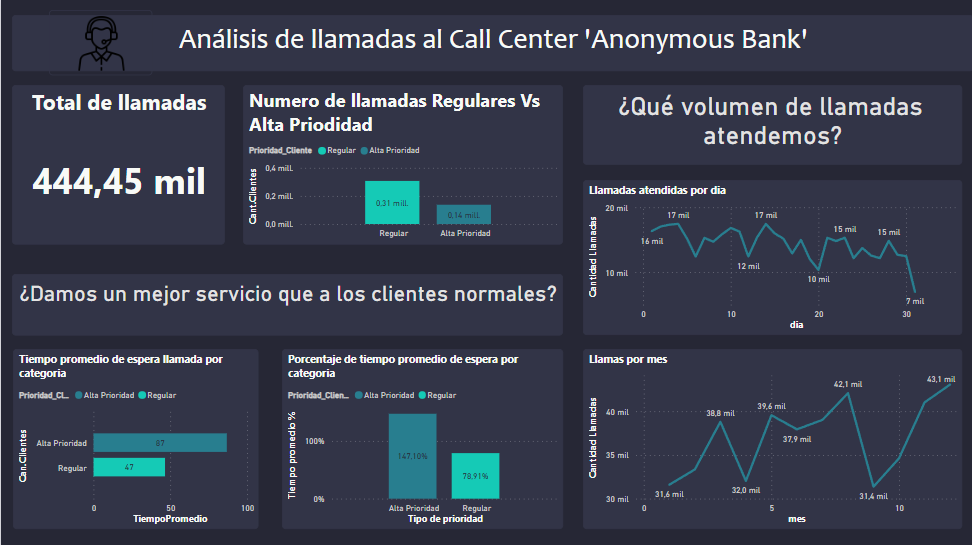 Análisis de llamadas al Call Center 'Anonymous Bank'
Total de llamadas
444,45 mil
Numero de llamadas Regulares Vs
Alta Priodidad
Prioridad_Cliente Regular Alta Prioridad
Cant.Clientes
0,4 mill.
0,2 mill.
0,0 mill.
0,31 mill.
0,14 mill.
Regular Alta Prioridad
¿Qué volumen de llamadas
atendemos?
Llamadas atendidas por dia
Cantidad Llamadas
20 mil
10 mil
16 mil
17 mil
12 mil
17 mil
10 mil
15 mil
15 mil
7 mil
0 10 20 30
dia
¿Damos un mejor servicio que a los clientes normales?
Tiempo promedio de espera llamada por
categoria
Prioridad_Cl... Alta Prioridad Regular
Can.Clientes
Alta Prioridad 87
Regular 47
0 50 100
TiempoPromedio
Porcentaje de tiempo promedio de espera por
categoria
Prioridad_Clien... Alta Prioridad Regular
Tiempo promedio %
100%
0%
147,10%
78,91%
Alta Prioridad Regular
Tipo de prioridad
Llamas por mes
Cantidad Llamadas
40 mil
35 mil
30 mil
31,6 mil
38,8 mil
32,0 mil
39,6 mil
37,9 mil
42,1 mil
31,4 mil
43,1 mil
0 5 10
mes